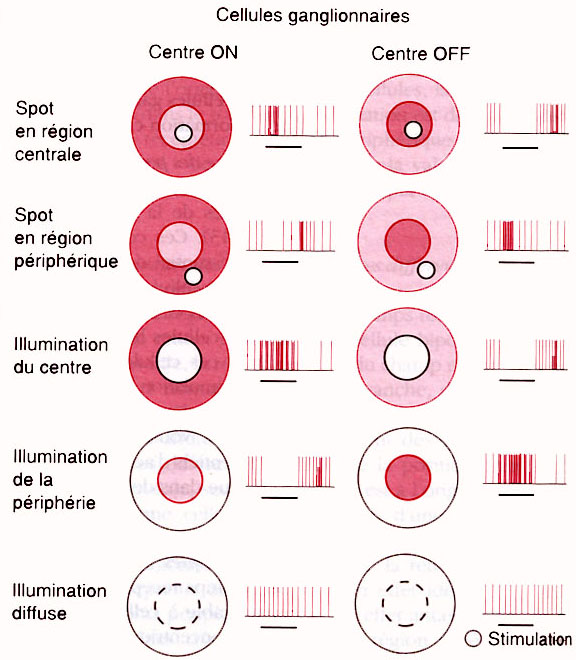 Cellules ganglionnaires
Centre ON
Centre OFF
Spot
en région
centrale
Spot
en région
périphérique
Illumination
du centre
Illumination
de la
périphérie
Illumination
diffuse
Stimulation